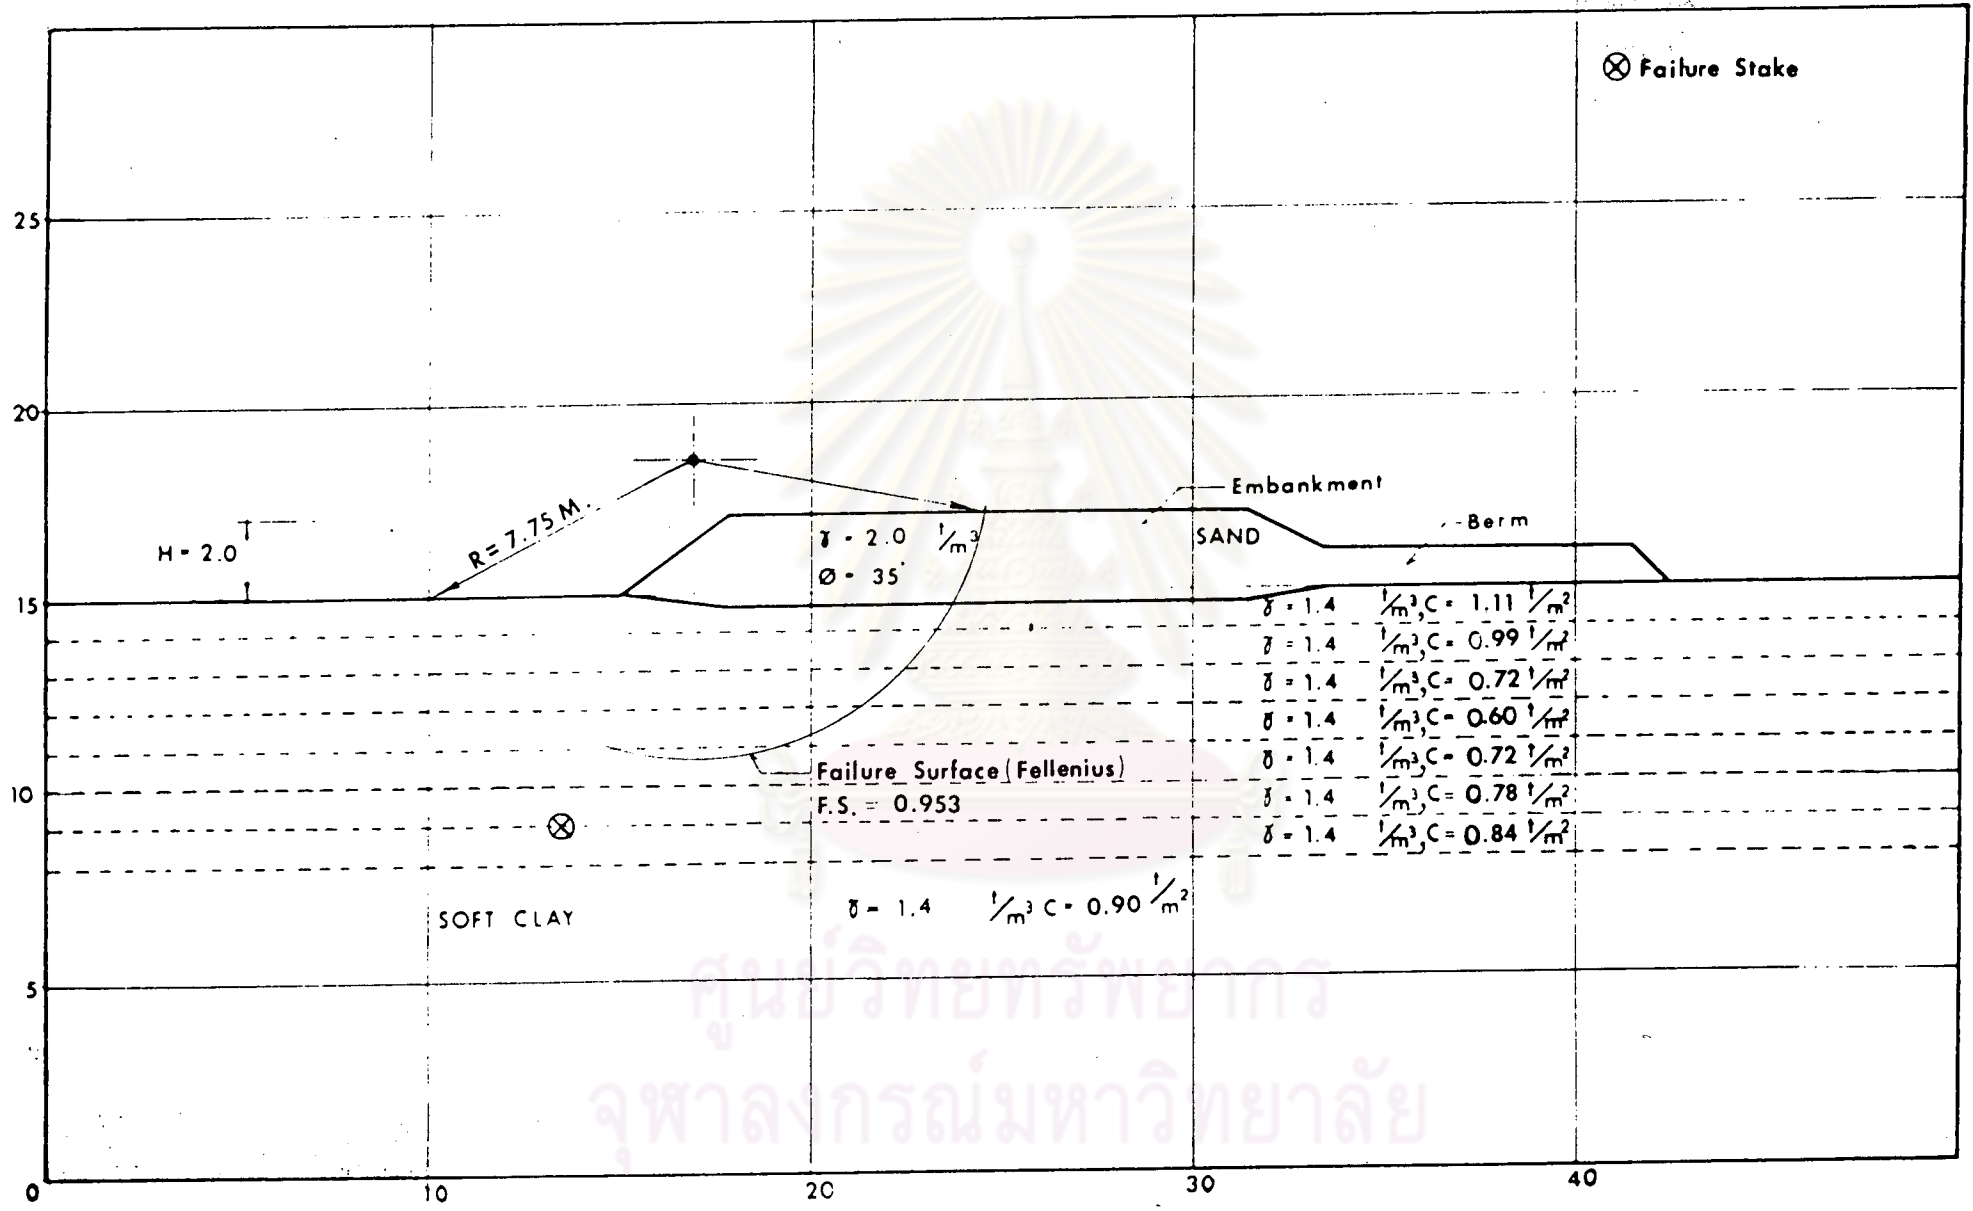 ⊗ Failure Stake
25
20
Embankment
R= 7.75 M.
Berm
H = 2.0
γ = 2.0 t/m³
SAND
Ø = 35°
15
γ = 1.4 t/m³, C = 1.11 t/m²
γ = 1.4 t/m³, C = 0.99 t/m²
γ = 1.4 t/m³, C = 0.72 t/m²
γ = 1.4 t/m³, C = 0.60 t/m²
γ = 1.4 t/m³, C = 0.72 t/m²
Failure Surface (Fellenius)
10
γ = 1.4 t/m³, C = 0.78 t/m²
F.S. = 0.953
γ = 1.4 t/m³, C = 0.84 t/m²
γ = 1.4 t/m³ C = 0.90 t/m²
SOFT CLAY
ศูนย์วิทยทรัพยากร
5
จุฬาลงกรณ์มหาวิทยาลัย
0 10 20 30 40